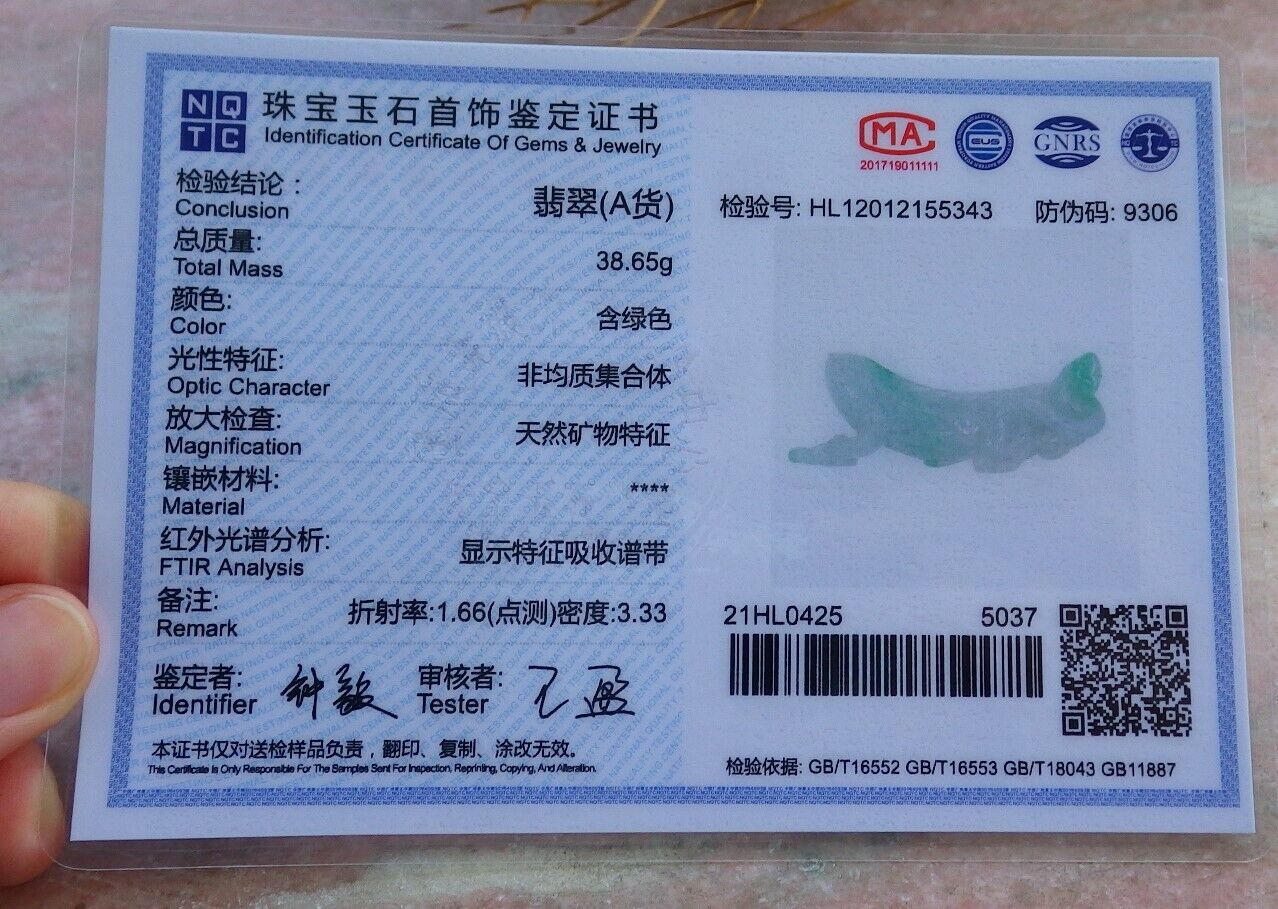 NQ
TC
珠宝玉石首饰鉴定证书
Identification Certificate Of Gems & Jewelry
检验结论：
Conclusion
翡翠(A货)
总质量:
Total Mass
38.65g
颜色:
Color
含绿色
光性特征:
Optic Character
非均质集合体
放大检查:
Magnification
天然矿物特征
镶嵌材料:
Material
****
红外光谱分析:
FTIR Analysis
显示特征吸收谱带
备注:
Remark
折射率:1.66(点测)密度:3.33
鉴定者:
Identifier
审核者:
Tester
本证书仅对送检样品负责，翻印、复制、涂改无效。
This Certificate Is Only Responsible For The Samples Sent For Inspection. Reprinting, Copying, And Alteration.
MA
201719011111
EUS
GNRS
检验号: HL12012155343 防伪码: 9306
21HL0425 5037
检验依据: GB/T16552 GB/T16553 GB/T18043 GB11887